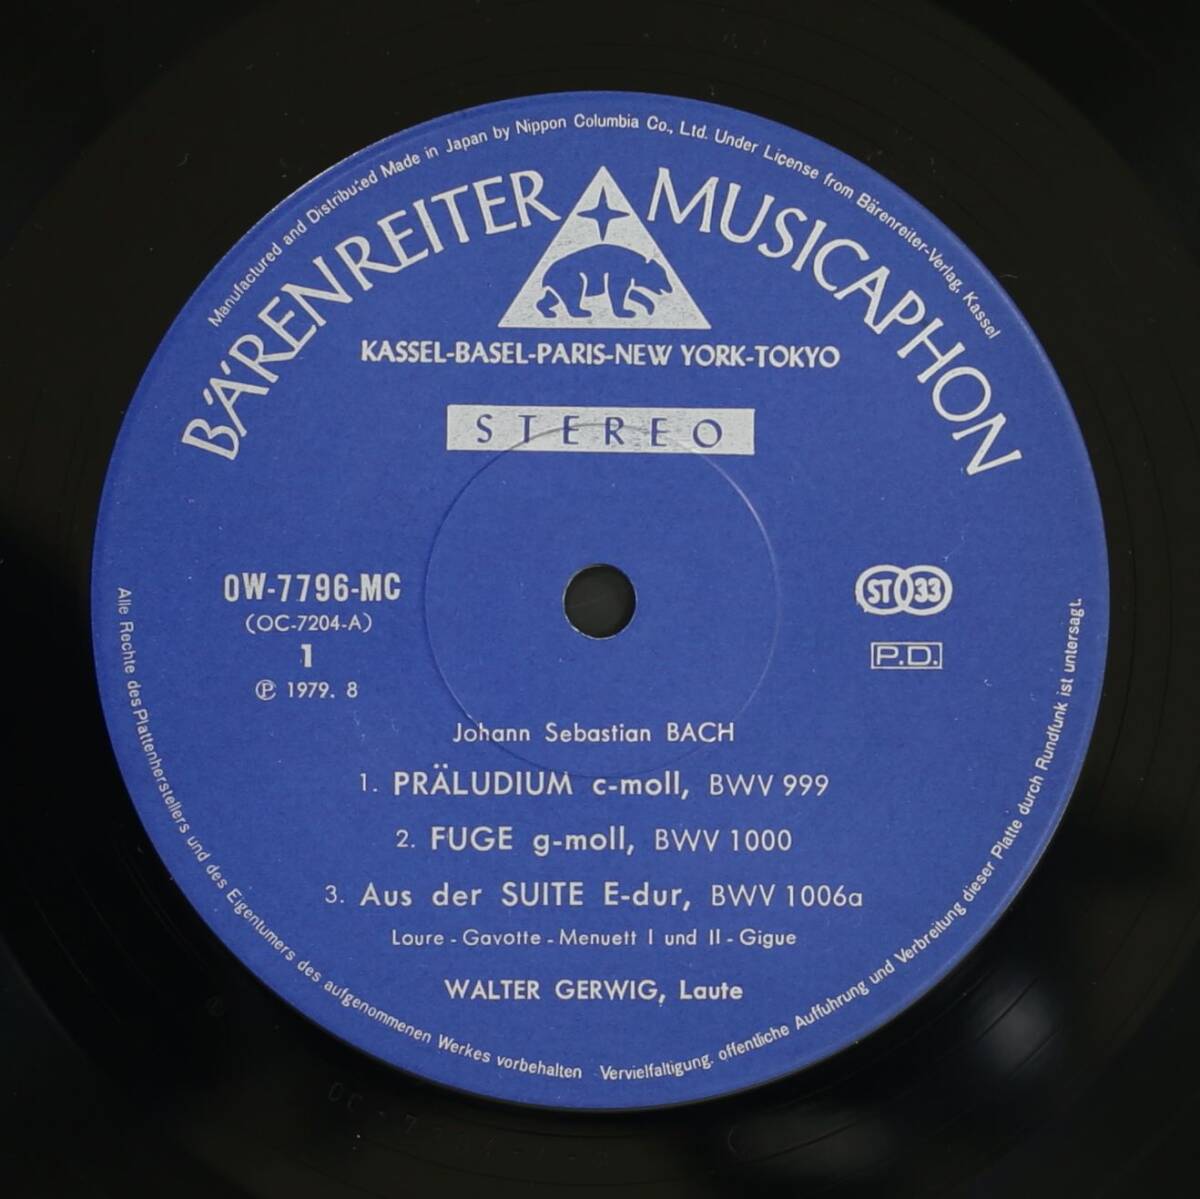 Manufactured and Distributed Made in Japan by Nippon Columbia Co., Ltd. Under License from Bärenreiter-Verlag, Kassel
BÄRENREITER MUSICAPHON
KASSEL-BASEL-PARIS-NEW YORK-TOKYO
STEREO
OW-7796-MC
(OC-7204-A)
1
℗ 1979. 8
ST 33
P.D.
Johann Sebastian BACH
1. PRÄLUDIUM c-moll, BWV 999
2. FUGE g-moll, BWV 1000
3. Aus der SUITE E-dur, BWV 1006a
Loure - Gavotte - Menuett I und II - Gigue
WALTER GERWIG, Laute
Alle Rechte des Plattenherstellers und des Eigentumers des aufgenommenen Werkes vorbehalten Vervielfaltigung. offentliche Auffuhrung und Verbreitung dieser Platte durch Rundfunk ist untersagt.